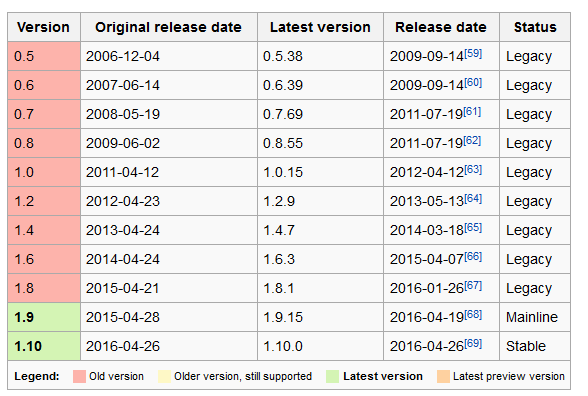 Version Original release date Latest version Release date Status
0.5 2006-12-04 0.5.38 2009-09-14[59] Legacy
0.6 2007-06-14 0.6.39 2009-09-14[60] Legacy
0.7 2008-05-19 0.7.69 2011-07-19[61] Legacy
0.8 2009-06-02 0.8.55 2011-07-19[62] Legacy
1.0 2011-04-12 1.0.15 2012-04-12[63] Legacy
1.2 2012-04-23 1.2.9 2013-05-13[64] Legacy
1.4 2013-04-24 1.4.7 2014-03-18[65] Legacy
1.6 2014-04-24 1.6.3 2015-04-07[66] Legacy
1.8 2015-04-21 1.8.1 2016-01-26[67] Legacy
1.9 2015-04-28 1.9.15 2016-04-19[68] Mainline
1.10 2016-04-26 1.10.0 2016-04-26[69] Stable
Legend: Old version Older version, still supported Latest version Latest preview version